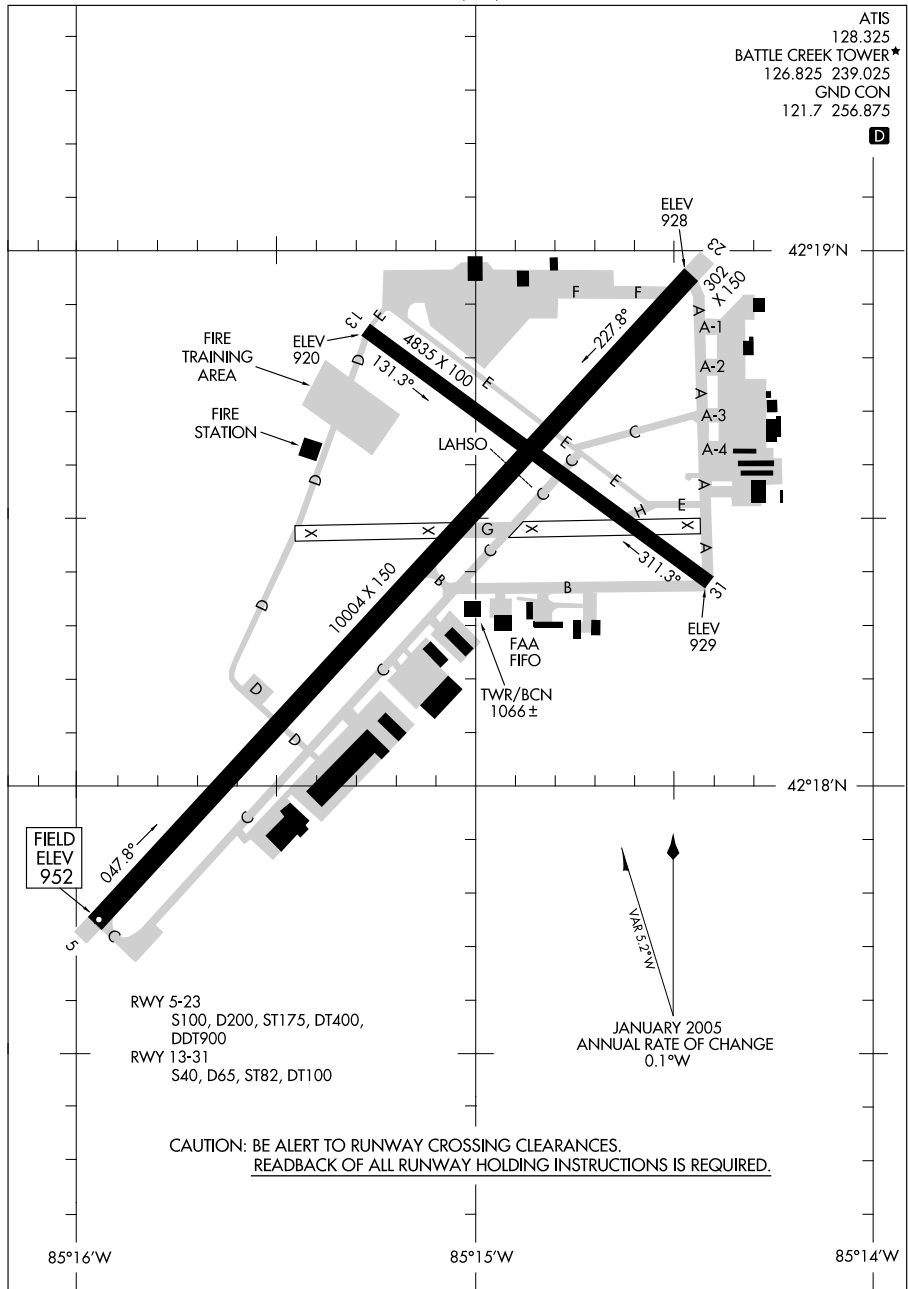 ATIS
128.325
BATTLE CREEK TOWER★
126.825 239.025
GND CON
121.7 256.875
D
ELEV
928
23
42°19'N
302
X 150
F F
A
A-1
A-2
A
A-3
A-4
A
A
13
E
ELEV
920
D
FIRE
TRAINING
AREA
FIRE
STATION
4835 X 100
131.3°
E
227.8°
LAHSO
E
C
C
C
E
H
E
D
X
X
G
X
X
C
311.3°
31
B
B
ELEV
929
10004 X 150
D
FAA
FIFO
TWR/BCN
1066±
C
D
D
42°18'N
C
FIELD
ELEV
952
047.8°
5
C
VAR 5.2°W
JANUARY 2005
ANNUAL RATE OF CHANGE
0.1°W
RWY 5-23
S100, D200, ST175, DT400,
DDT900
RWY 13-31
S40, D65, ST82, DT100
CAUTION: BE ALERT TO RUNWAY CROSSING CLEARANCES.
READBACK OF ALL RUNWAY HOLDING INSTRUCTIONS IS REQUIRED.
85°16'W
85°15'W
85°14'W